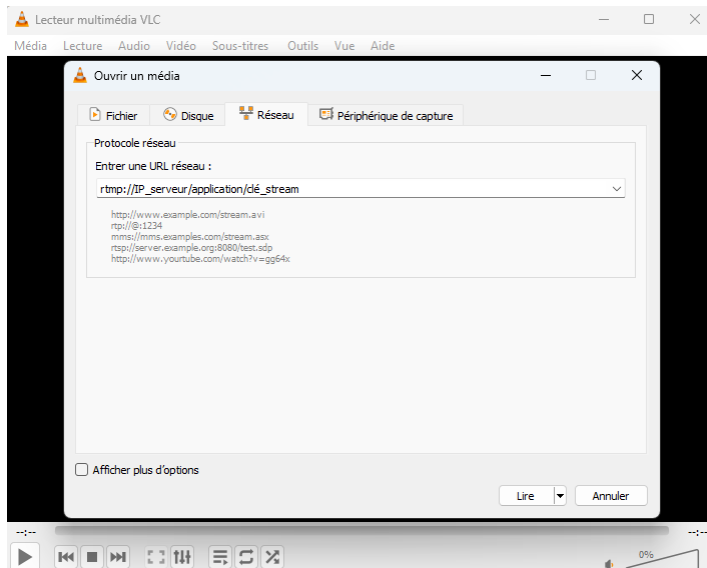 Lecteur multimédia VLC
Média Lecture Audio Vidéo Sous-titres Outils Vue Aide
Ouvrir un média
Fichier Disque Réseau Périphérique de capture
Protocole réseau
Entrer une URL réseau :
rtmp://IP_serveur/application/clé_stream
http://www.example.com/stream.avi
rtp://@:1234
mms://mms.examples.com/stream.asx
rtsp://server.example.org:8080/test.sdp
http://www.yourtube.com/watch?v=gg64x
Afficher plus d'options
Lire Annuler
--:-- --:--
0%